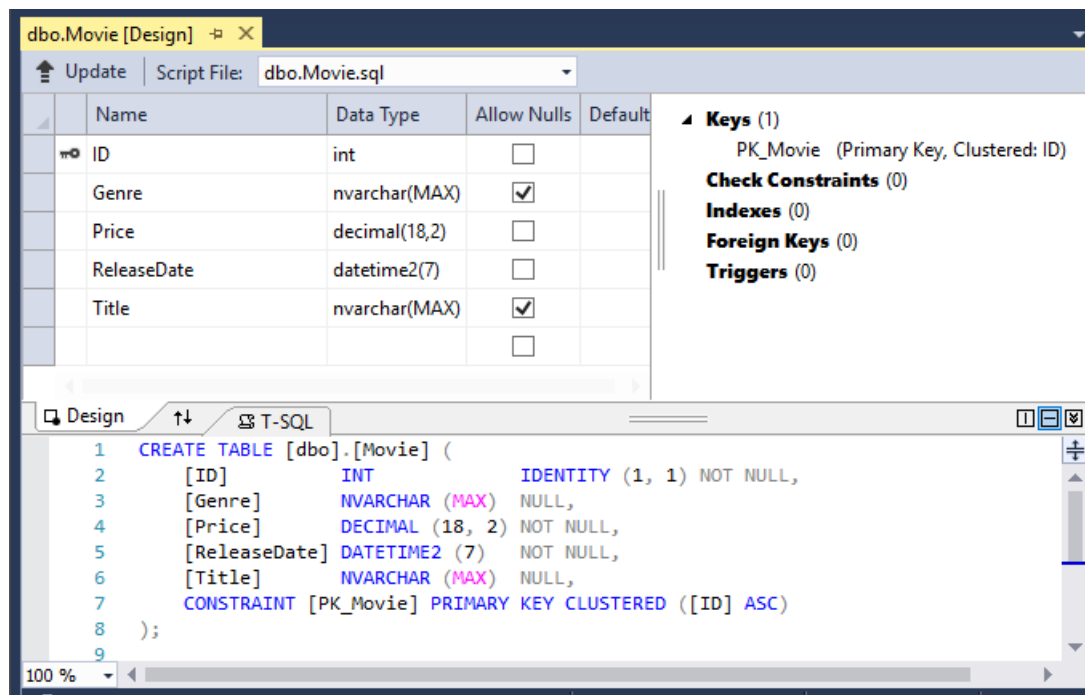 dbo.Movie [Design]
Update Script File: dbo.Movie.sql
Name Data Type Allow Nulls Default
ID int
Genre nvarchar(MAX)
Price decimal(18,2)
ReleaseDate datetime2(7)
Title nvarchar(MAX)
Keys (1)
PK_Movie (Primary Key, Clustered: ID)
Check Constraints (0)
Indexes (0)
Foreign Keys (0)
Triggers (0)
Design T-SQL
1 CREATE TABLE [dbo].[Movie] (
2 [ID] INT IDENTITY (1, 1) NOT NULL,
3 [Genre] NVARCHAR (MAX) NULL,
4 [Price] DECIMAL (18, 2) NOT NULL,
5 [ReleaseDate] DATETIME2 (7) NOT NULL,
6 [Title] NVARCHAR (MAX) NULL,
7 CONSTRAINT [PK_Movie] PRIMARY KEY CLUSTERED ([ID] ASC)
8 );
9
100 %